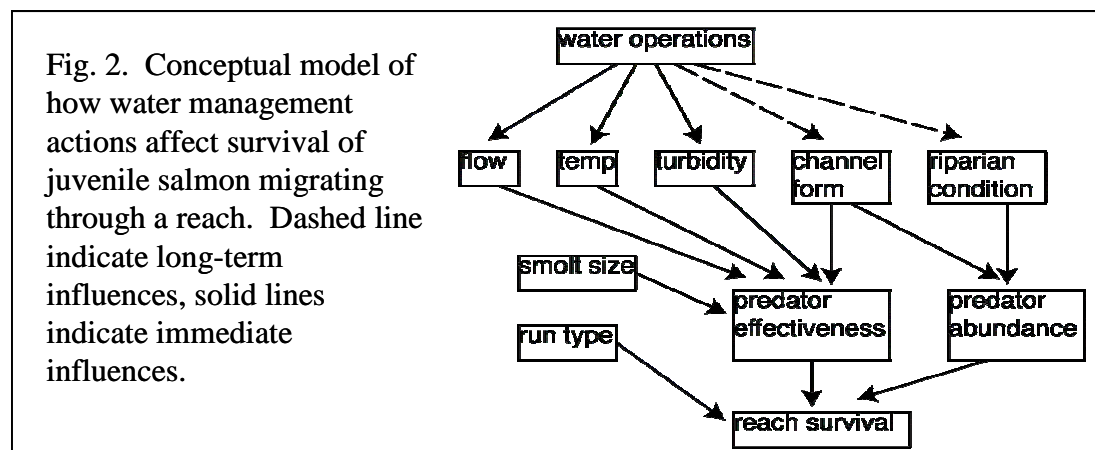 Fig. 2. Conceptual model of
how water management
actions affect survival of
juvenile salmon migrating
through a reach. Dashed line
indicate long-term
influences, solid lines
indicate immediate
influences.
water operations
flow
temp
turbidity
channel
form
riparian
condition
smolt size
predator
effectiveness
predator
abundance
run type
reach survival